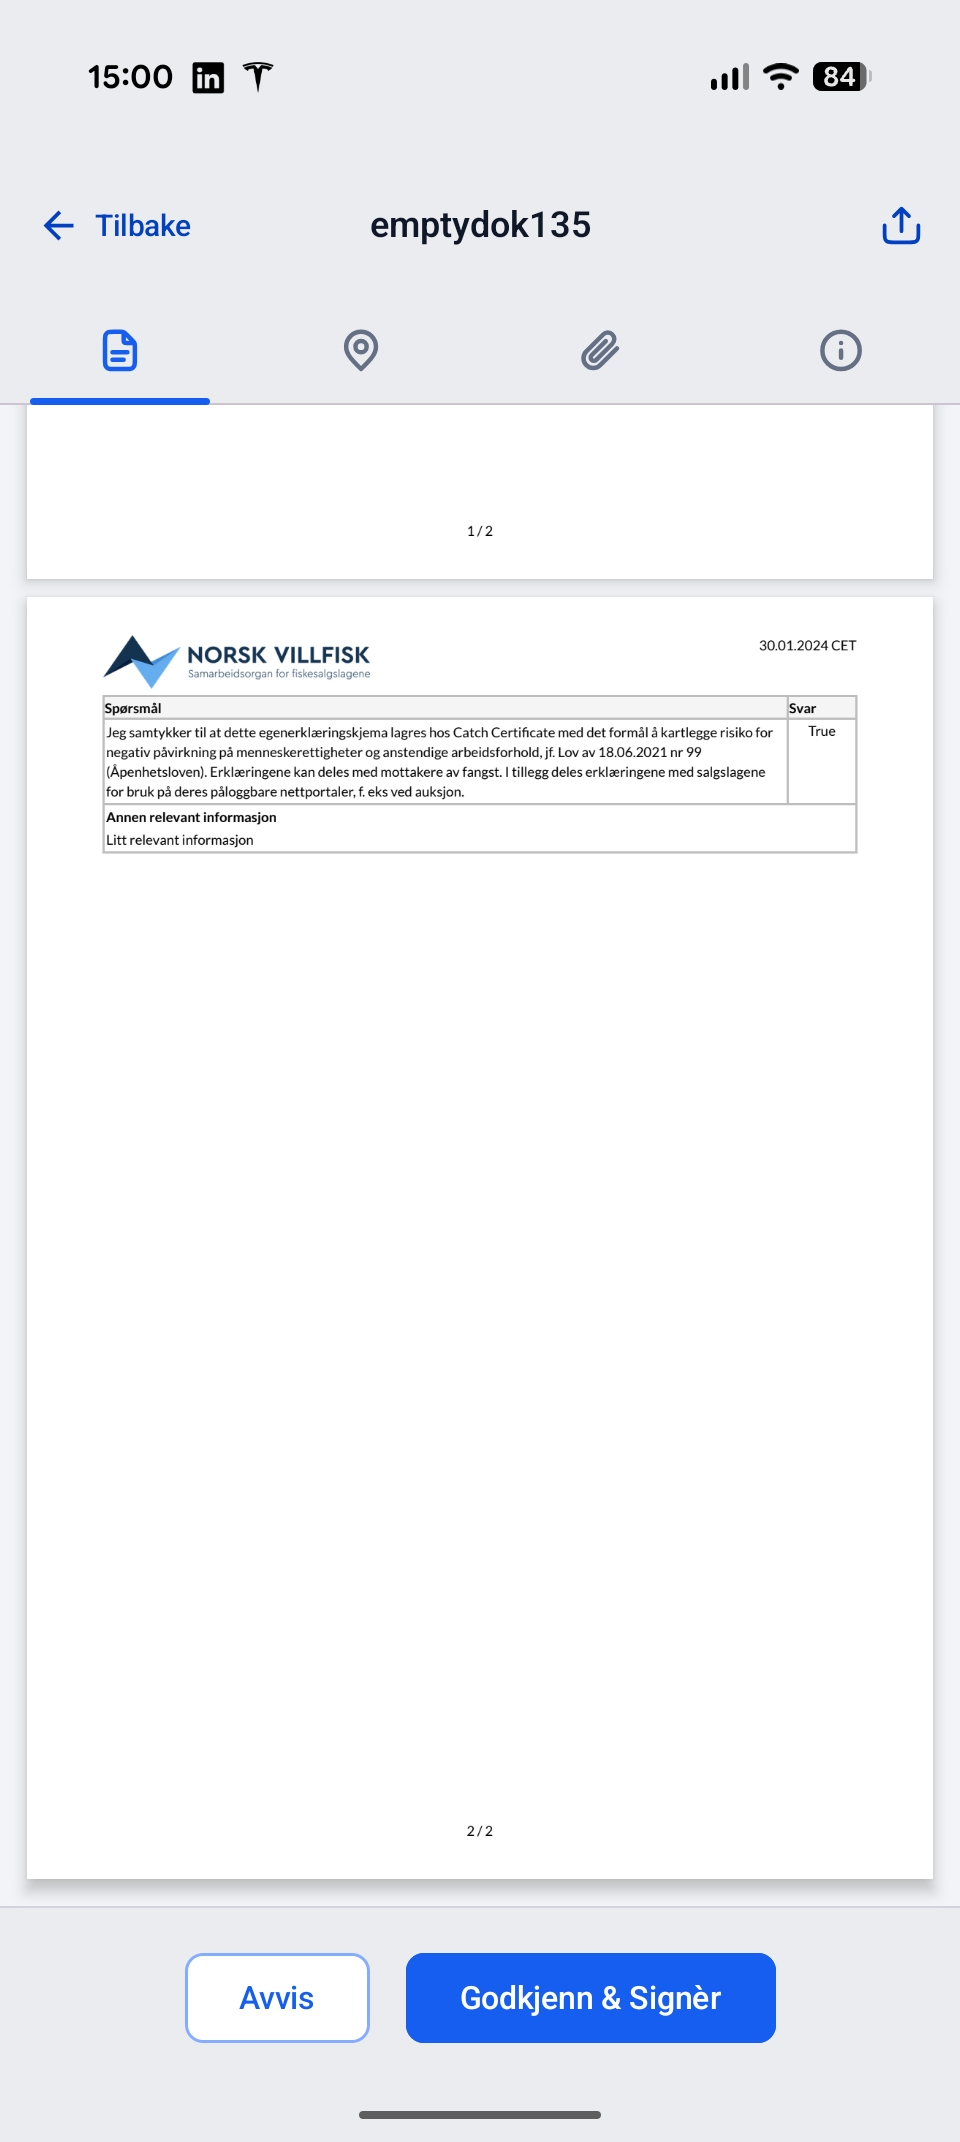 15:00
84
Tilbake
emptydok135
1 / 2
NORSK VILLFISK
Samarbeidsorgan for fiskesalgslagene
30.01.2024 CET
Spørsmål Svar
Jeg samtykker til at dette egenerklæringskjema lagres hos Catch Certificate med det formål å kartlegge risiko for True
negativ påvirkning på menneskerettigheter og anstendige arbeidsforhold, jf. Lov av 18.06.2021 nr 99
(Åpenhetsloven). Erklæringene kan deles med mottakere av fangst. I tillegg deles erklæringene med salgslagene
for bruk på deres påloggbare nettportaler, f. eks ved auksjon.
Annen relevant informasjon
Litt relevant informasjon
2 / 2
Avvis
Godkjenn & Signèr